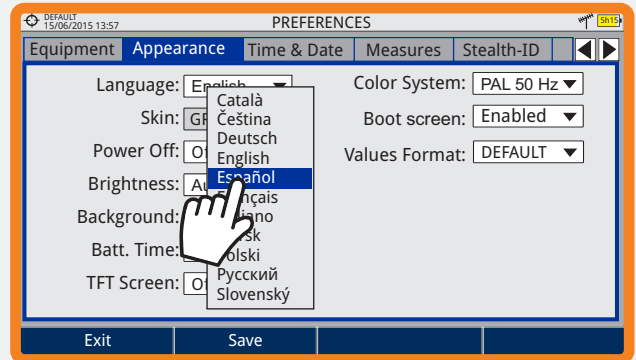 DEFAULT
15/06/2015 13:57
PREFERENCES
5h15
Equipment Appearance Time & Date Measures Stealth-ID
Language: English
Skin:
Power Off:
Brightness:
Background:
Batt. Time:
TFT Screen:
Català
Čeština
Deutsch
English
Español
Polski
Русский
Slovenský
Color System: PAL 50 Hz
Boot screen: Enabled
Values Format: DEFAULT
Exit Save